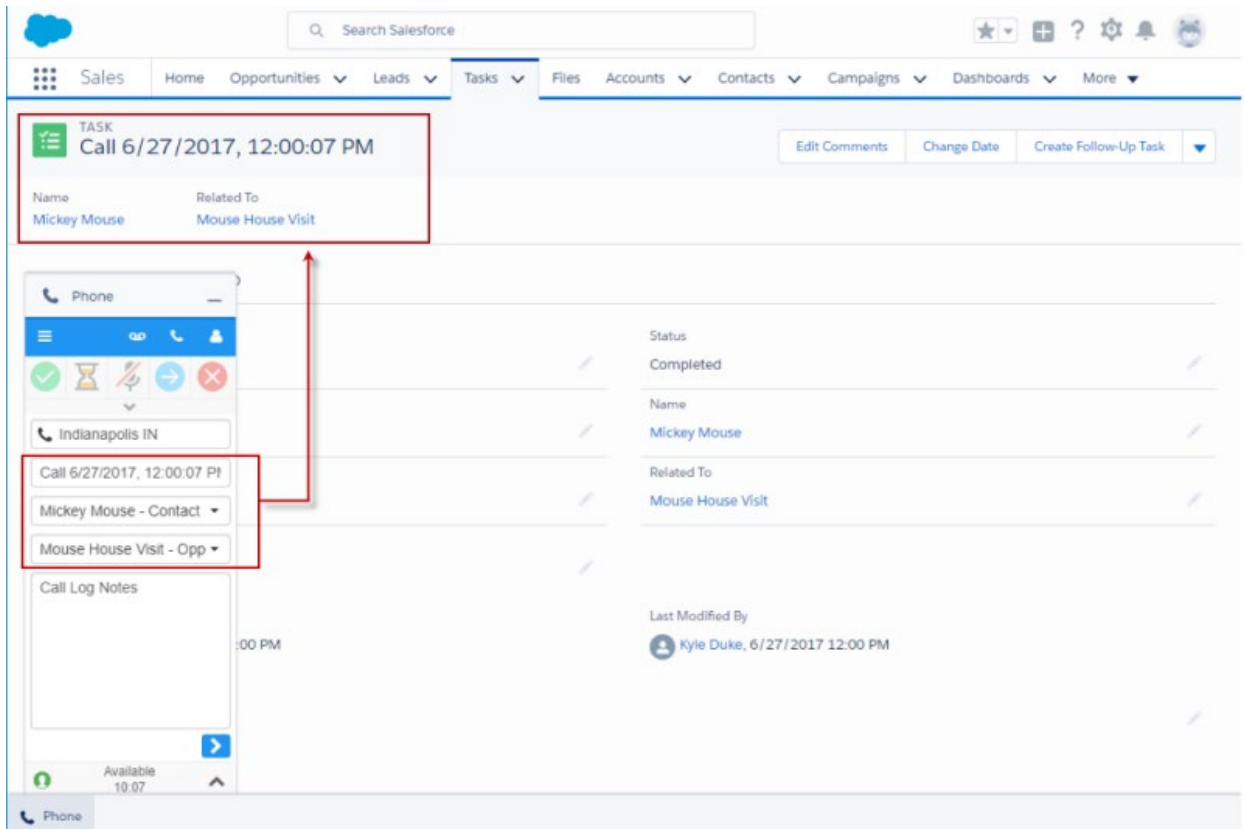 Search Salesforce
Sales Home Opportunities Leads Tasks Files Accounts Contacts Campaigns Dashboards More
TASK
Call 6/27/2017, 12:00:07 PM
Edit Comments Change Date Create Follow-Up Task
Name Related To
Mickey Mouse Mouse House Visit
Phone
Status
Completed
Name
Indianapolis IN
Mickey Mouse
Call 6/27/2017, 12:00:07 PM
Related To
Mickey Mouse - Contact
Mouse House Visit
Mouse House Visit - Opp
Call Log Notes
Last Modified By
:00 PM
Kyle Duke, 6/27/2017 12:00 PM
Available
10:07
Phone